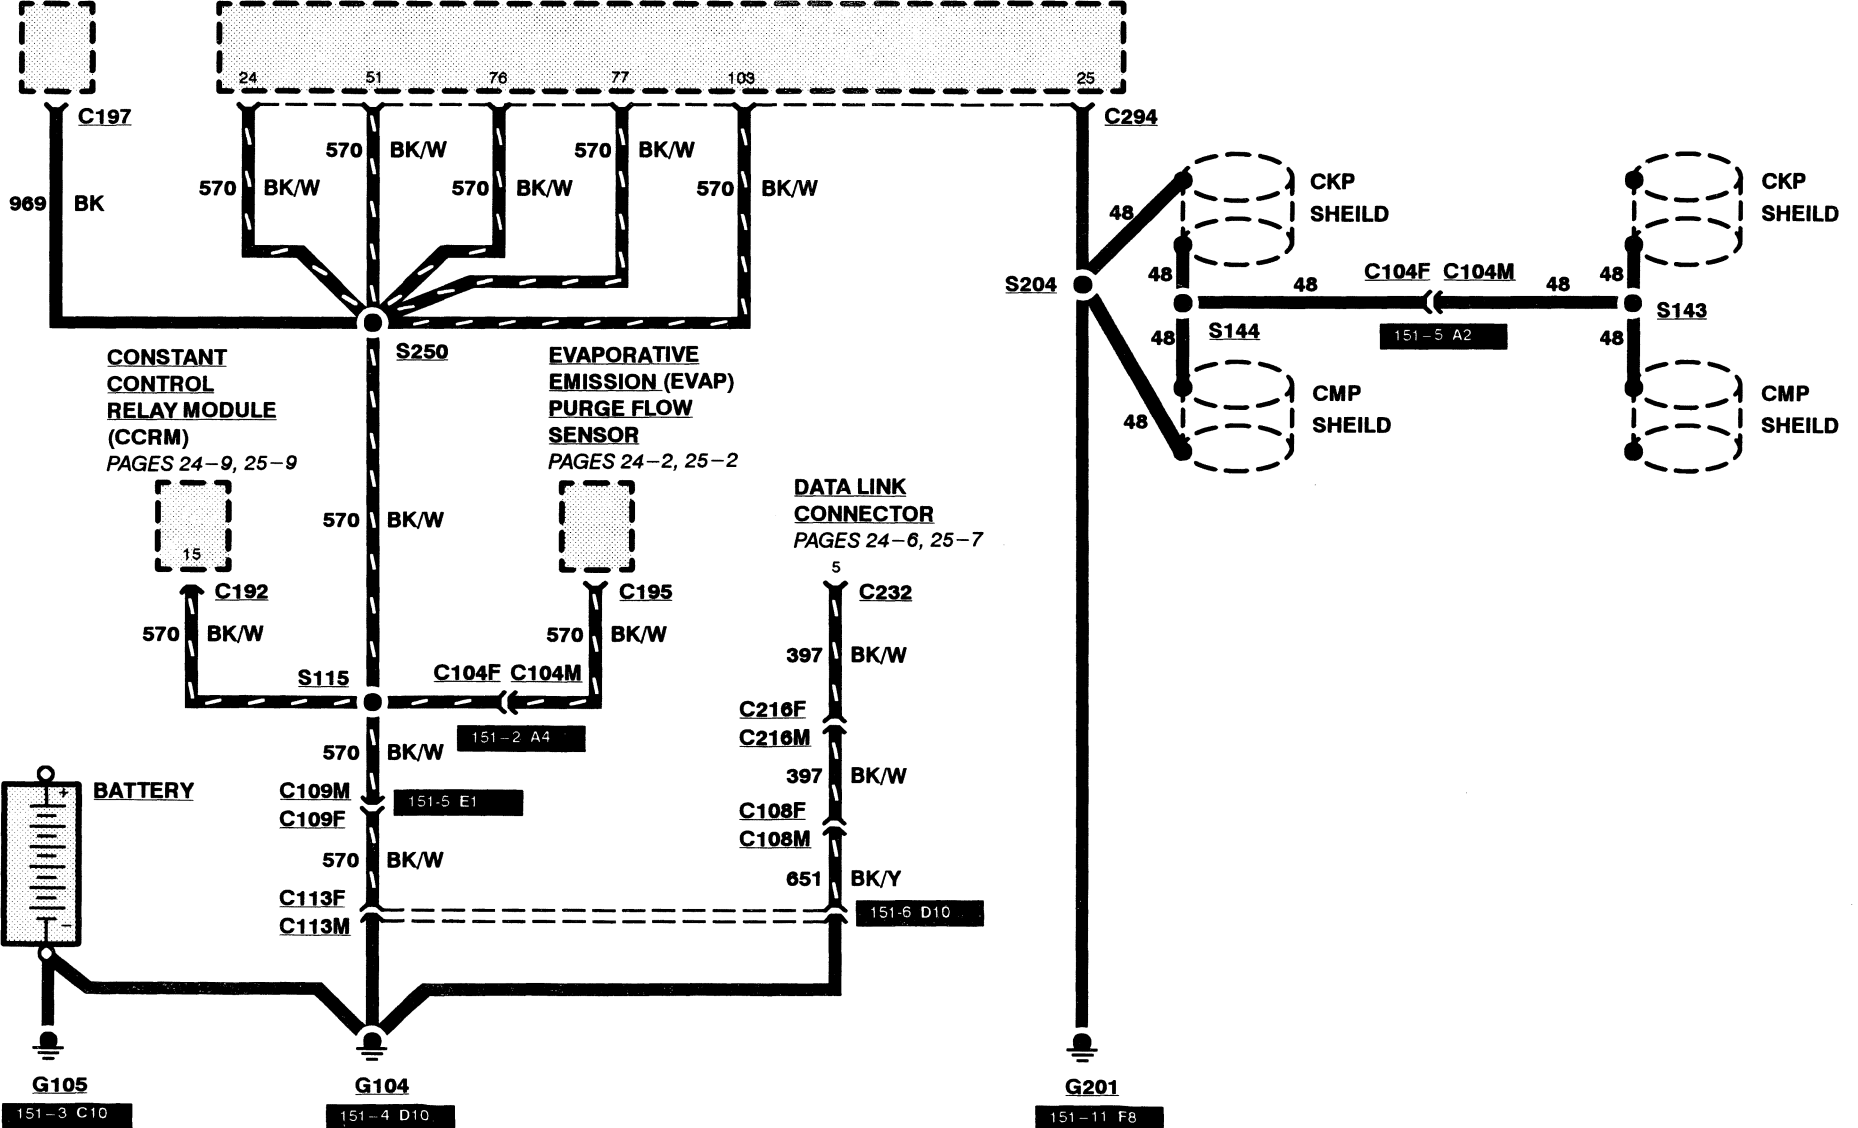 24 51 76 77 103 25
C197
C294
570 BK/W 570 BK/W
CKP
SHEILD
CKP
SHEILD
570 BK/W 570 BK/W 570 BK/W
969 BK
48
48
48
C104F C104M
48
48
151-5 A2
S204
S144
S143
48
48
CMP
SHEILD
CMP
SHEILD
48
S250
CONSTANT
CONTROL
RELAY MODULE
(CCRM)
PAGES 24-9, 25-9
EVAPORATIVE
EMISSION (EVAP)
PURGE FLOW
SENSOR
PAGES 24-2, 25-2
DATA LINK
CONNECTOR
PAGES 24-6, 25-7
570 BK/W
15
5
C192
C195
C232
570 BK/W
570 BK/W
397 BK/W
S115
C104F C104M
151-2 A4
C216F
C216M
570 BK/W
397 BK/W
BATTERY
+
−
C109M
C109F
151-5 E1
C108F
C108M
570 BK/W
651 BK/Y
C113F
C113M
151-6 D10
G105
151-3 C10
G104
151-4 D10
G201
151-11 F8